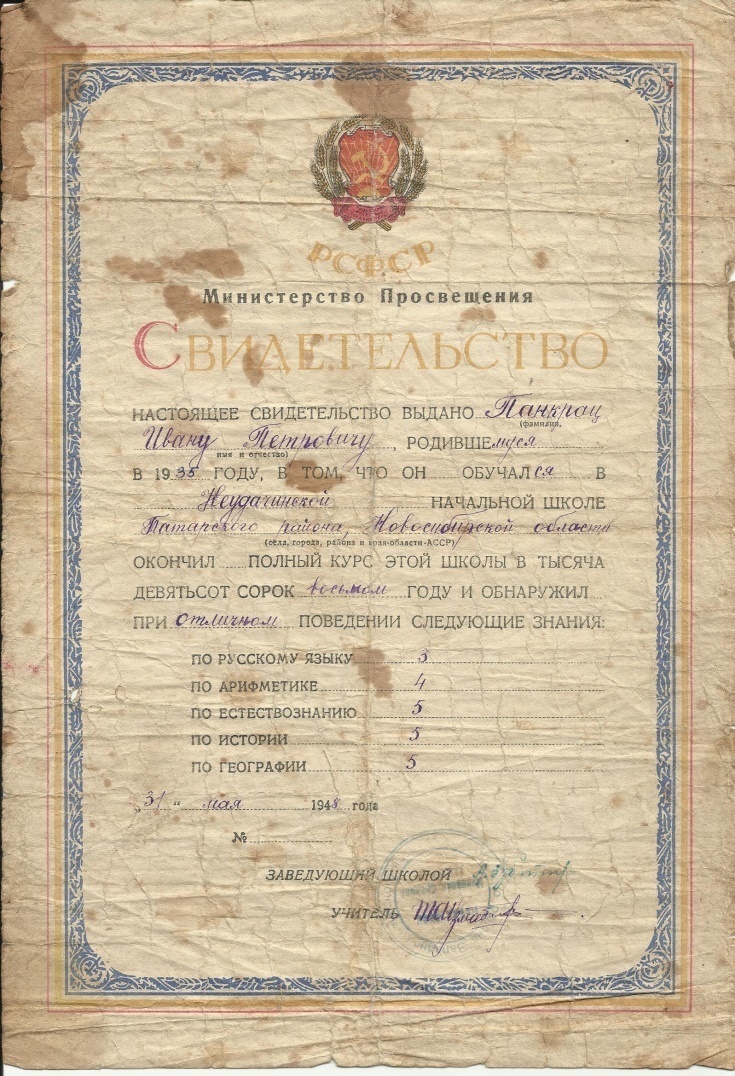 РСФСР
Министерство Просвещения
Свидетельство
НАСТОЯЩЕЕ СВИДЕТЕЛЬСТВО ВЫДАНО Панкрац
(фамилия,
Ивану Петровичу, РОДИВШЕмуся
имя и отчество)
В 1935 ГОДУ, В ТОМ, ЧТО ОН ОБУЧАЛся В
Неудачинской НАЧАЛЬНОЙ ШКОЛЕ
Татарского района, Новосибирской области
(села, города, района и края-области-АССР)
ОКОНЧИЛ ПОЛНЫЙ КУРС ЭТОЙ ШКОЛЫ В ТЫСЯЧА
ДЕВЯТЬСОТ СОРОК восьмом ГОДУ И ОБНАРУЖИЛ
ПРИ отличном ПОВЕДЕНИИ СЛЕДУЮЩИЕ ЗНАНИЯ:
ПО РУССКОМУ ЯЗЫКУ 3
ПО АРИФМЕТИКЕ 4
ПО ЕСТЕСТВОЗНАНИЮ 5
ПО ИСТОРИИ 5
ПО ГЕОГРАФИИ 5
„31" мая 1948 года
№
ЗАВЕДУЮЩИЙ ШКОЛОЙ
УЧИТЕЛЬ